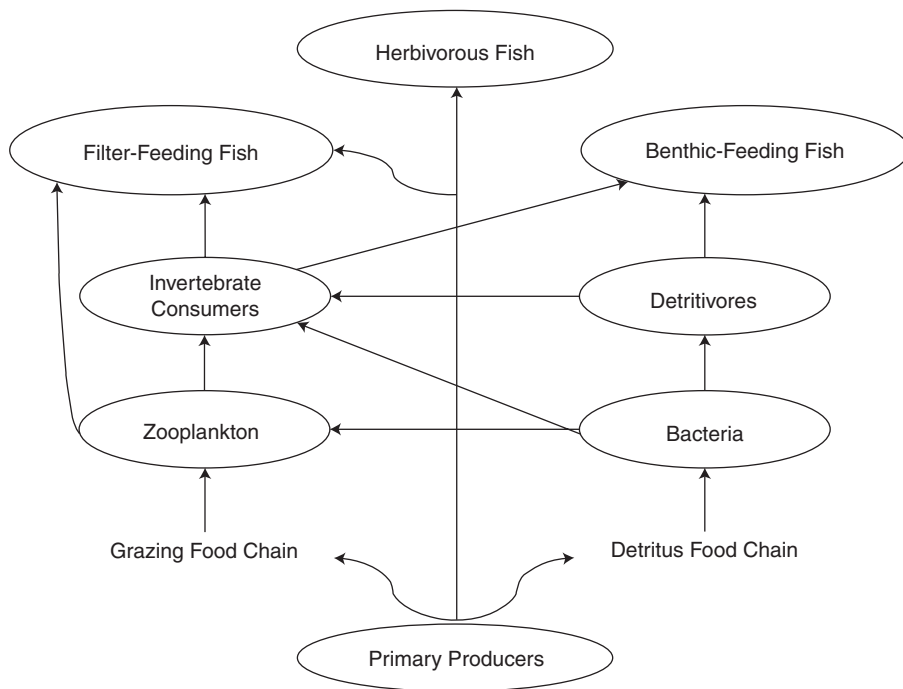 Herbivorous Fish
Filter-Feeding Fish
Benthic-Feeding Fish
Invertebrate
Consumers
Detritivores
Zooplankton
Bacteria
Grazing Food Chain
Detritus Food Chain
Primary Producers